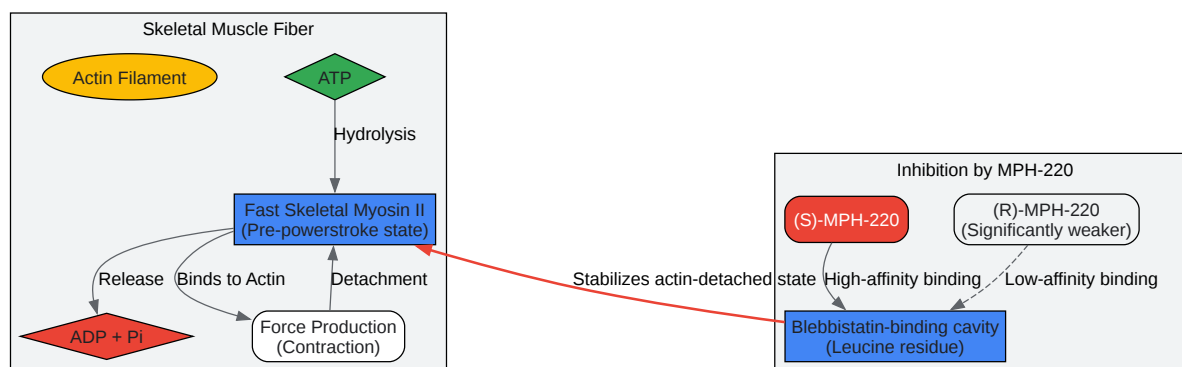 Skeletal Muscle Fiber
Actin Filament
ATP
Hydrolysis
Fast Skeletal Myosin II
(Pre-powerstroke state)
Release
Binds to Actin
Detachment
ADP + Pi
Force Production
(Contraction)
Stabilizes actin-detached state
Inhibition by MPH-220
(S)-MPH-220
(R)-MPH-220
(Significantly weaker)
High-affinity binding
Low-affinity binding
Blebbistatin-binding cavity
(Leucine residue)